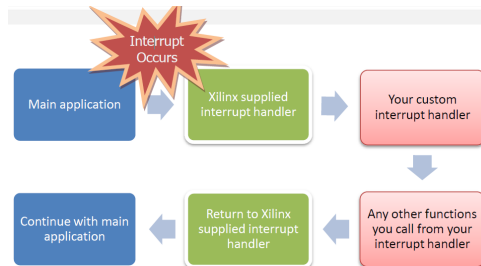 Interrupt
Occurs
Main application
Xilinx supplied
interrupt handler
Your custom
interrupt handler
Any other functions
you call from your
interrupt handler
Return to Xilinx
supplied interrupt
handler
Continue with main
application